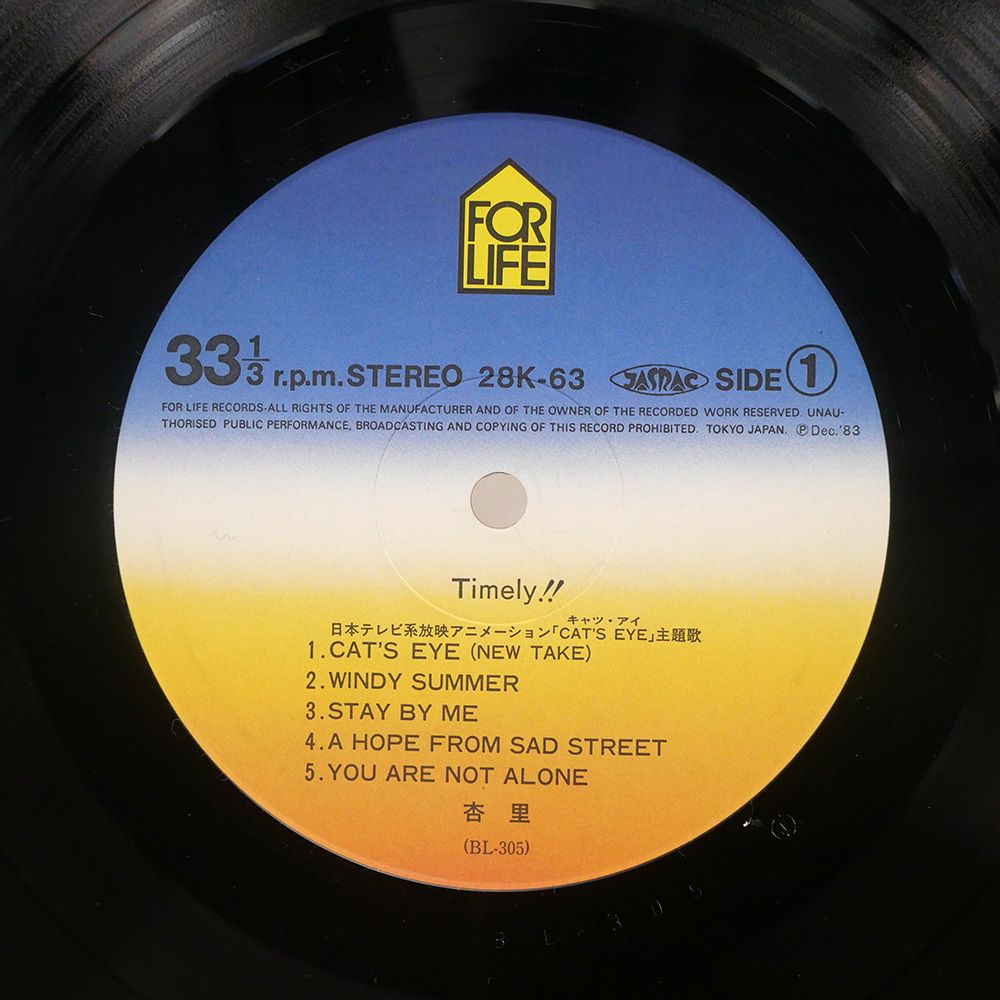 FOR
LIFE
33 1/3 r.p.m. STEREO 28K-63 JASRAC SIDE 1
FOR LIFE RECORDS·ALL RIGHTS OF THE MANUFACTURER AND OF THE OWNER OF THE RECORDED WORK RESERVED. UNAU-
THORISED PUBLIC PERFORMANCE, BROADCASTING AND COPYING OF THIS RECORD PROHIBITED. TOKYO JAPAN. ℗ Dec.'83
Timely!!
キャッツ・アイ
日本テレビ系放映アニメーション「CAT'S EYE」主題歌
1. CAT'S EYE (NEW TAKE)
2. WINDY SUMMER
3. STAY BY ME
4. A HOPE FROM SAD STREET
5. YOU ARE NOT ALONE
杏里
(BL-305)
BL-305